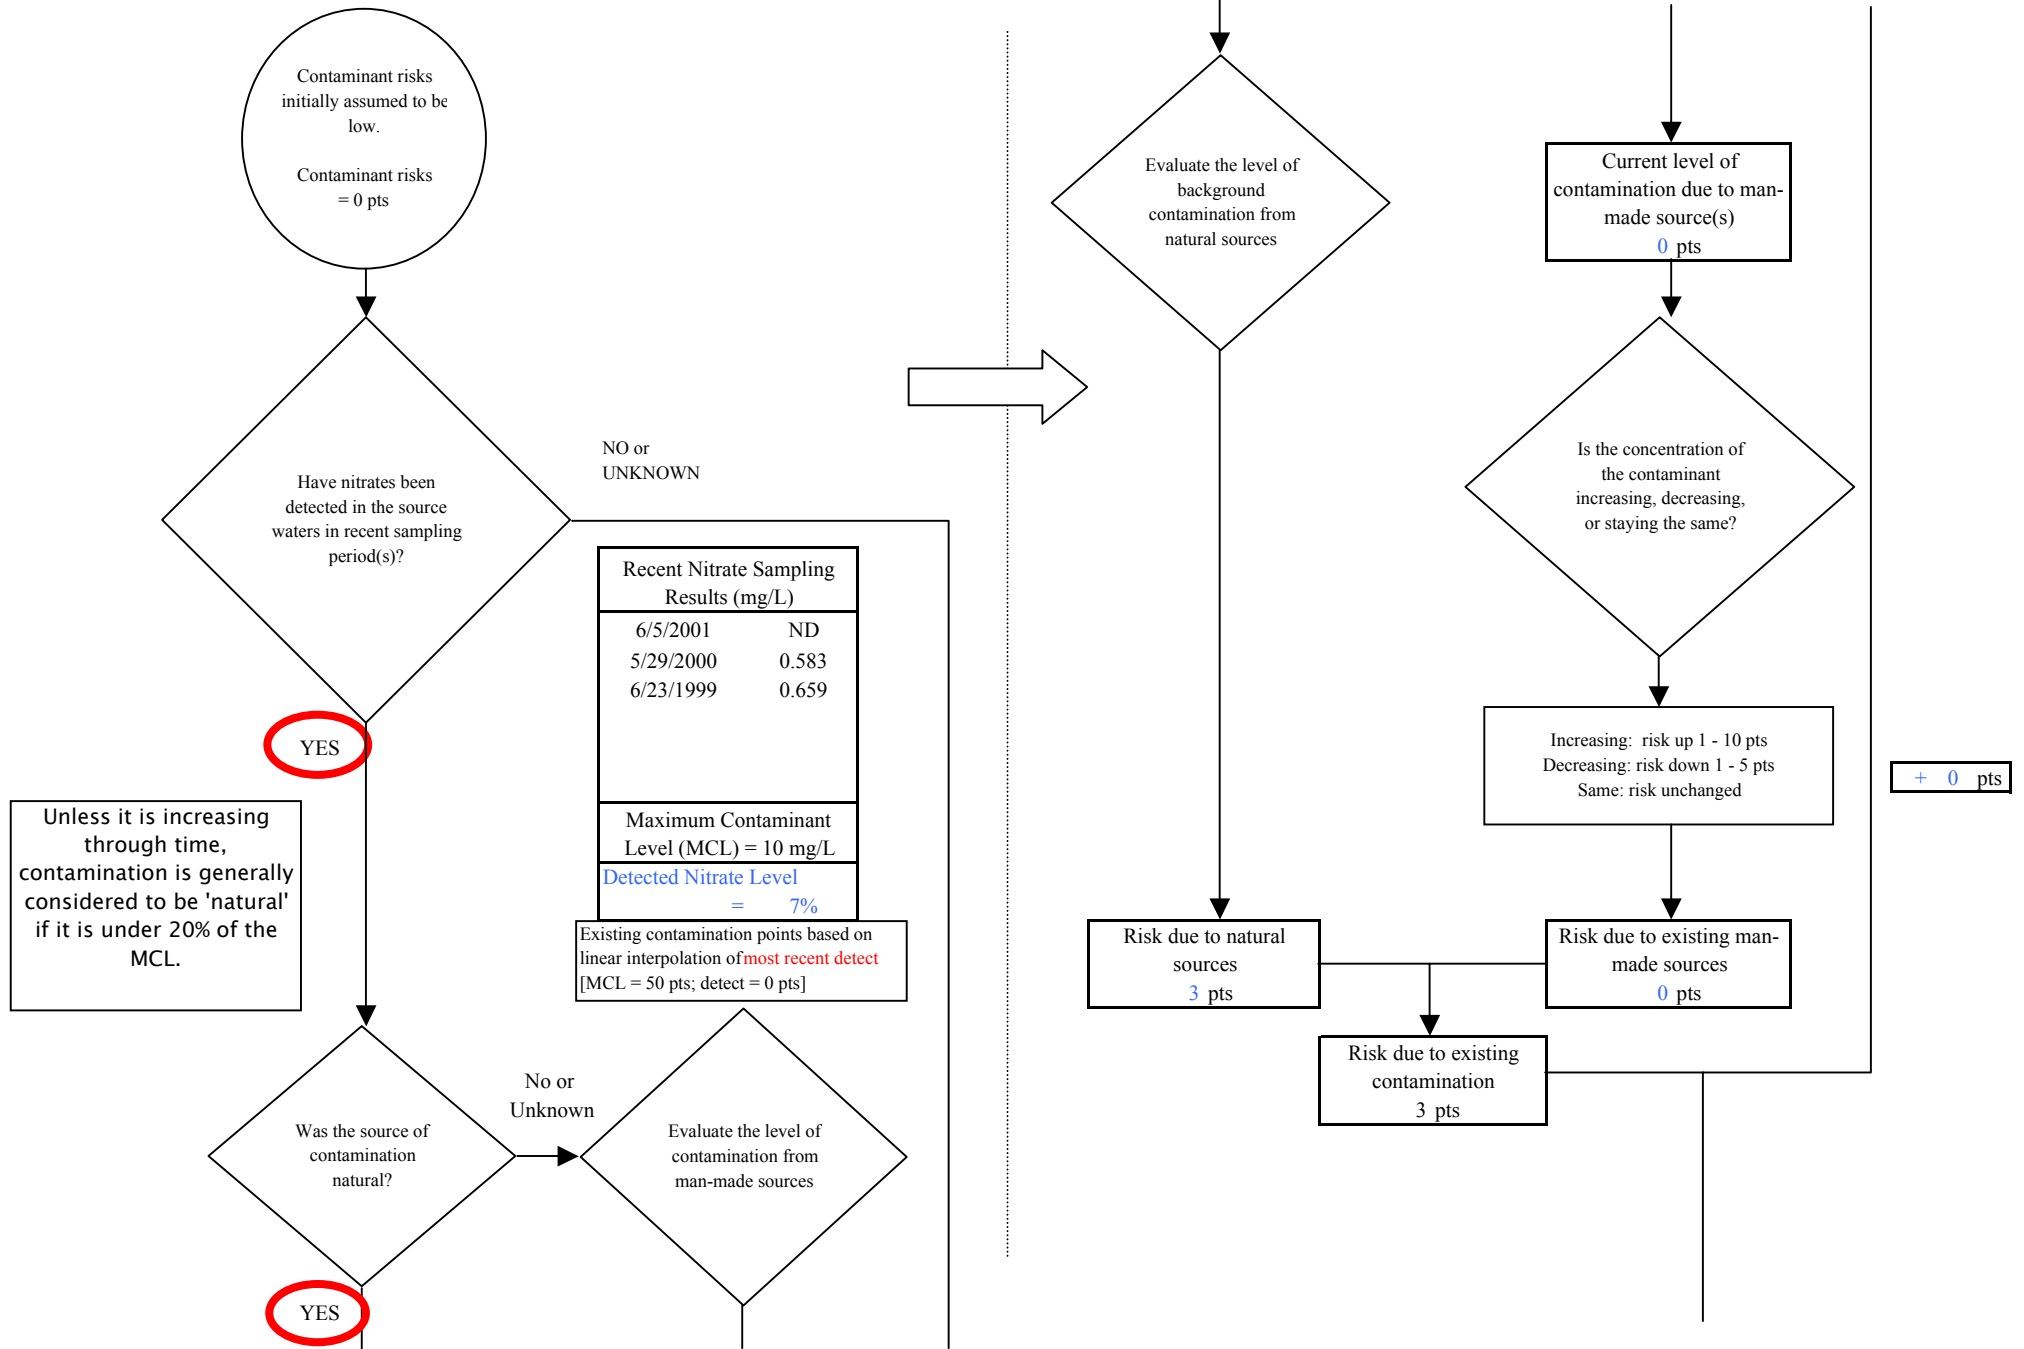 Contaminant risks
initially assumed to be
low.
Contaminant risks
= 0 pts
Have nitrates been
detected in the source
waters in recent sampling
period(s)?
NO or
UNKNOWN
YES
Recent Nitrate Sampling
Results (mg/L)
6/5/2001 ND
5/29/2000 0.583
6/23/1999 0.659
Maximum Contaminant
Level (MCL) = 10 mg/L
Detected Nitrate Level
= 7%
Existing contamination points based on
linear interpolation of most recent detect
[MCL = 50 pts; detect = 0 pts]
Unless it is increasing
through time,
contamination is generally
considered to be 'natural'
if it is under 20% of the
MCL.
Was the source of
contamination
natural?
No or
Unknown
Evaluate the level of
contamination from
man-made sources
YES
Evaluate the level of
background
contamination from
natural sources
Current level of
contamination due to man-
made source(s)
0 pts
Is the concentration of
the contaminant
increasing, decreasing,
or staying the same?
Increasing: risk up 1 - 10 pts
Decreasing: risk down 1 - 5 pts
Same: risk unchanged
+ 0 pts
Risk due to natural
sources
3 pts
Risk due to existing man-
made sources
0 pts
Risk due to existing
contamination
3 pts